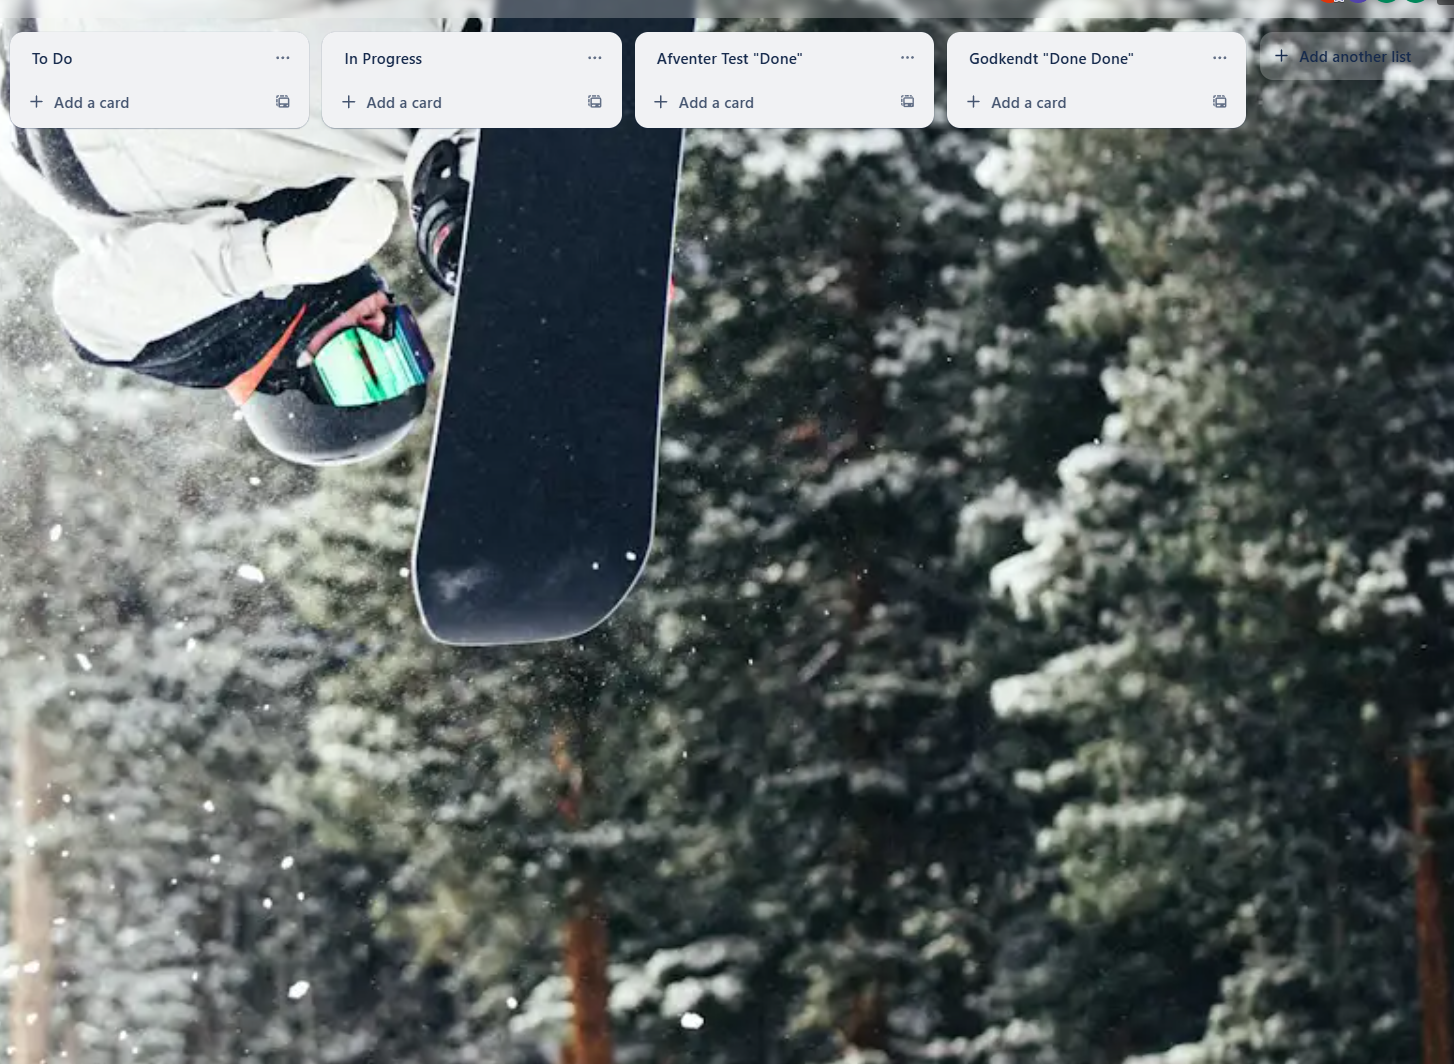 To Do
Add a card
In Progress
Add a card
Afventer Test "Done"
Add a card
Godkendt "Done Done"
Add a card
Add another list